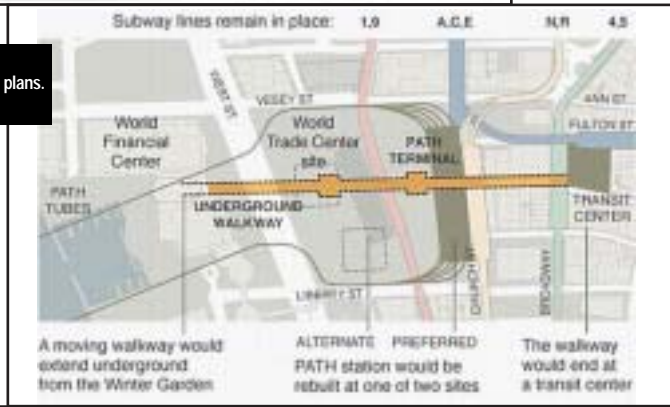 Subway lines remain in place: 1,9 A,C,E N,R 4,5
plans.
WEST ST
VESEY ST
ANN ST
FULTON ST
World
Financial
Center
World
Trade Center
site
PATH
TERMINAL
PATH
TUBES
UNDERGROUND
WALKWAY
TRANSIT
CENTER
CHURCH ST
BROADWAY
LIBERTY ST
A moving walkway would
extend underground
from the Winter Garden
ALTERNATE PREFERRED
PATH station would be
rebuilt at one of two sites
The walkway
would end at
a transit center